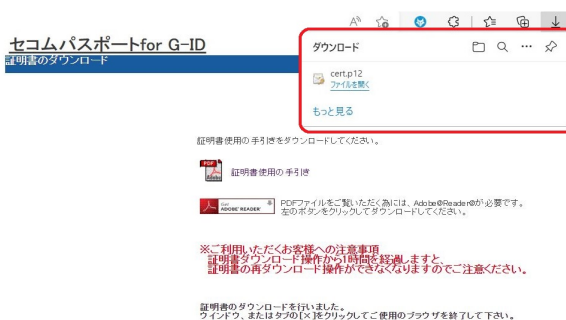 セコムパスポートfor G-ID
証明書のダウンロード
ダウンロード
cert.p12
ファイルを開く
もっと見る
証明書使用の手引きをダウンロードしてください。
証明書使用の手引き
PDFファイルをご覧いただく為には、Adobe®Reader®が必要です。
左のボタンをクリックしてダウンロードしてください。
ADOBE® READER®
※ご利用いただくお客様への注意事項
証明書ダウンロード操作から1時間を経過しますと、
証明書の再ダウンロード操作ができなくなりますのでご注意ください。
証明書のダウンロードを行いました。
ウインドウ、またはタブの[×]をクリックしてご使用のブラウザを終了して下さい。